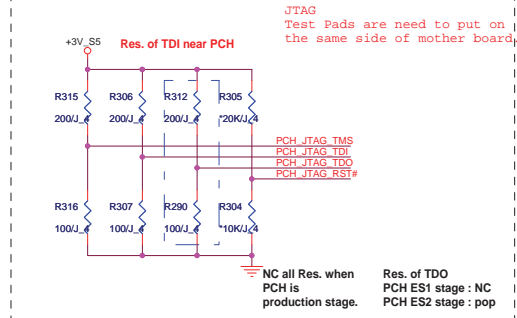 JTAG
Test Pads are need to put on
the same side of mother board.
+3V_S5
Res. of TDI near PCH
R315
R306
R312
R305
200/J_4
200/J_4
200/J_4
*20K/J_4
PCH_JTAG_TMS
PCH_JTAG_TDI
PCH_JTAG_TDO
PCH_JTAG_RST#
R316
R307
R290
R304
100/J_4
100/J_4
100/J_4
*10K/J_4
NC all Res. when
PCH is
production stage.
Res. of TDO
PCH ES1 stage : NC
PCH ES2 stage : pop